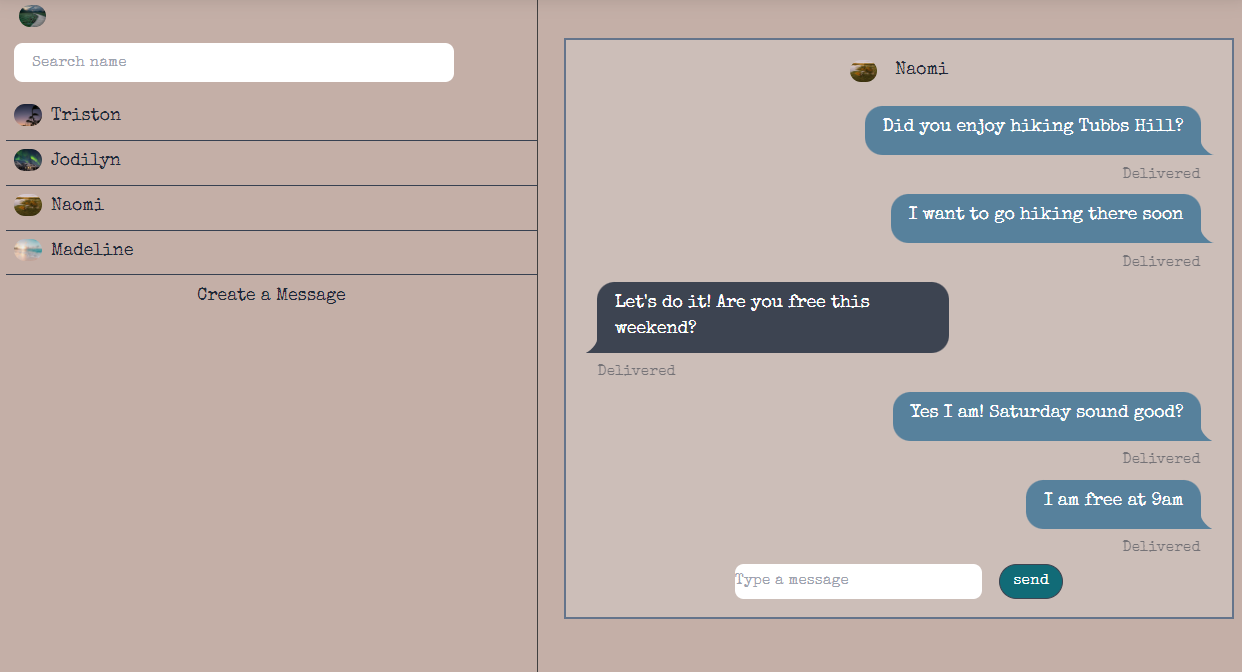 Search name
Triston
Jodilyn
Naomi
Madeline
Create a Message
Naomi
Did you enjoy hiking Tubbs Hill?
Delivered
I want to go hiking there soon
Delivered
Let's do it! Are you free this
weekend?
Delivered
Yes I am! Saturday sound good?
Delivered
I am free at 9am
Delivered
Type a message
send